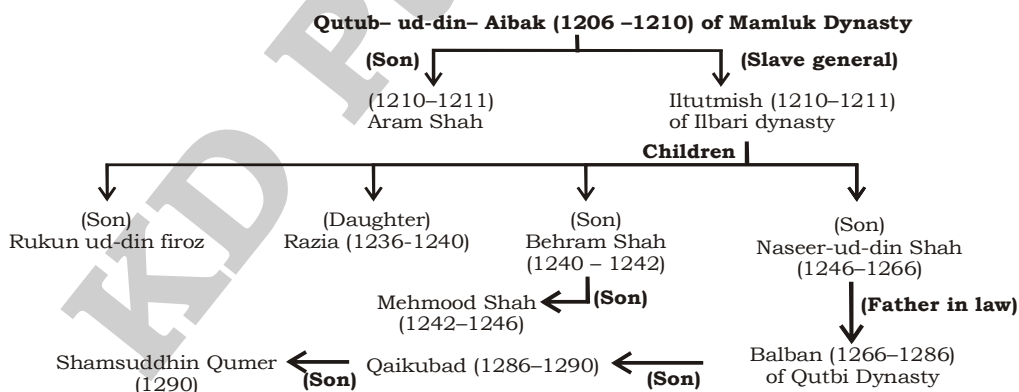 Qutub– ud-din– Aibak (1206 –1210) of Mamluk Dynasty
(Son)
(Slave general)
(1210–1211)
Aram Shah
Iltutmish (1210–1211)
of Ilbari dynasty
Children
(Son)
Rukun ud-din firoz
(Daughter)
Razia (1236-1240)
(Son)
Behram Shah
(1240 – 1242)
(Son)
Naseer-ud-din Shah
(1246–1266)
Mehmood Shah
(1242–1246)
(Son)
(Father in law)
Shamsuddhin Qumer
(1290)
(Son)
Qaikubad (1286–1290)
(Son)
Balban (1266–1286)
of Qutbi Dynasty
KD